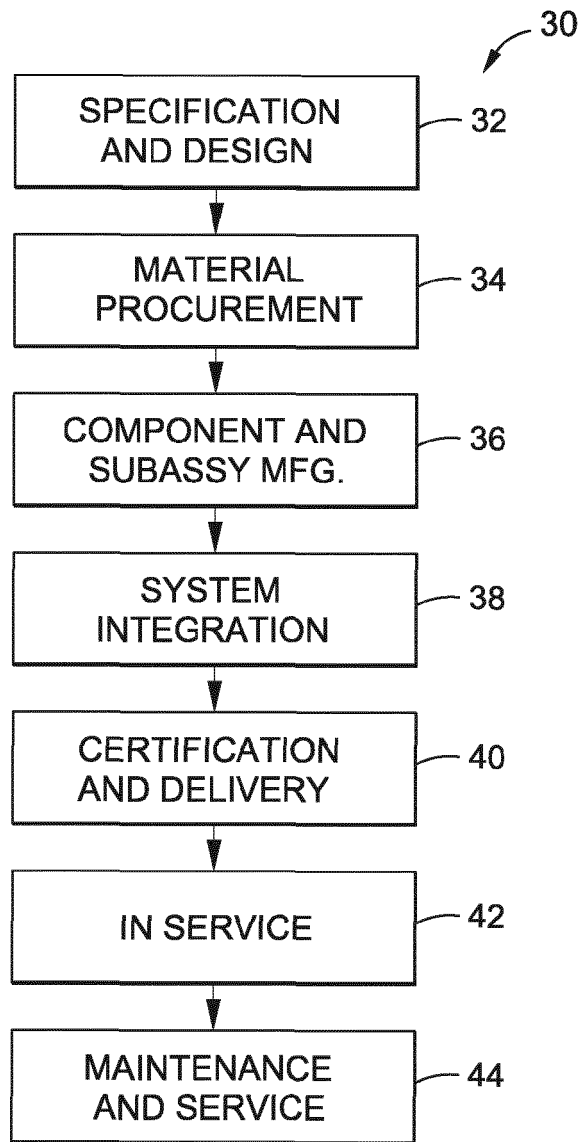 30
SPECIFICATION
AND DESIGN
32
MATERIAL
PROCUREMENT
34
COMPONENT AND
SUBASSY MFG.
36
SYSTEM
INTEGRATION
38
CERTIFICATION
AND DELIVERY
40
IN SERVICE
42
MAINTENANCE
AND SERVICE
44